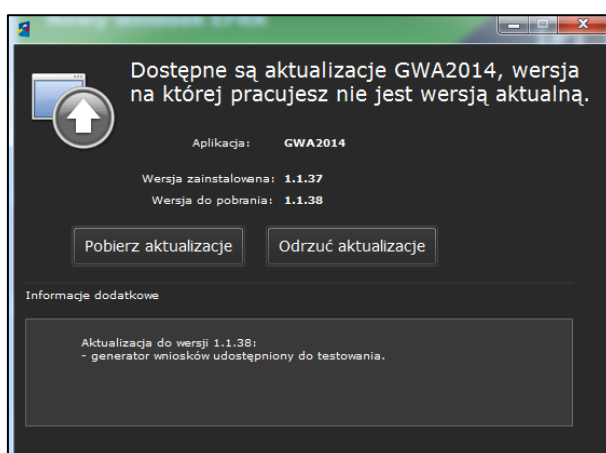 Dostępne są aktualizacje GWA2014, wersja
na której pracujesz nie jest wersją aktualną.
Aplikacja: GWA2014
Wersja zainstalowana: 1.1.37
Wersja do pobrania: 1.1.38
Pobierz aktualizacje Odrzuć aktualizacje
Informacje dodatkowe
Aktualizacja do wersji 1.1.38:
- generator wniosków udostępniony do testowania.